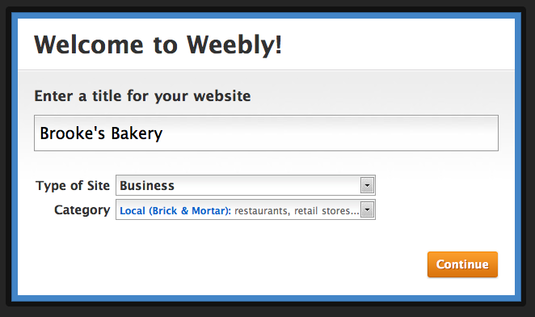 Welcome to Weebly!
Enter a title for your website
Brooke's Bakery
Type of Site Business
Category Local (Brick & Mortar): restaurants, retail stores...
Continue